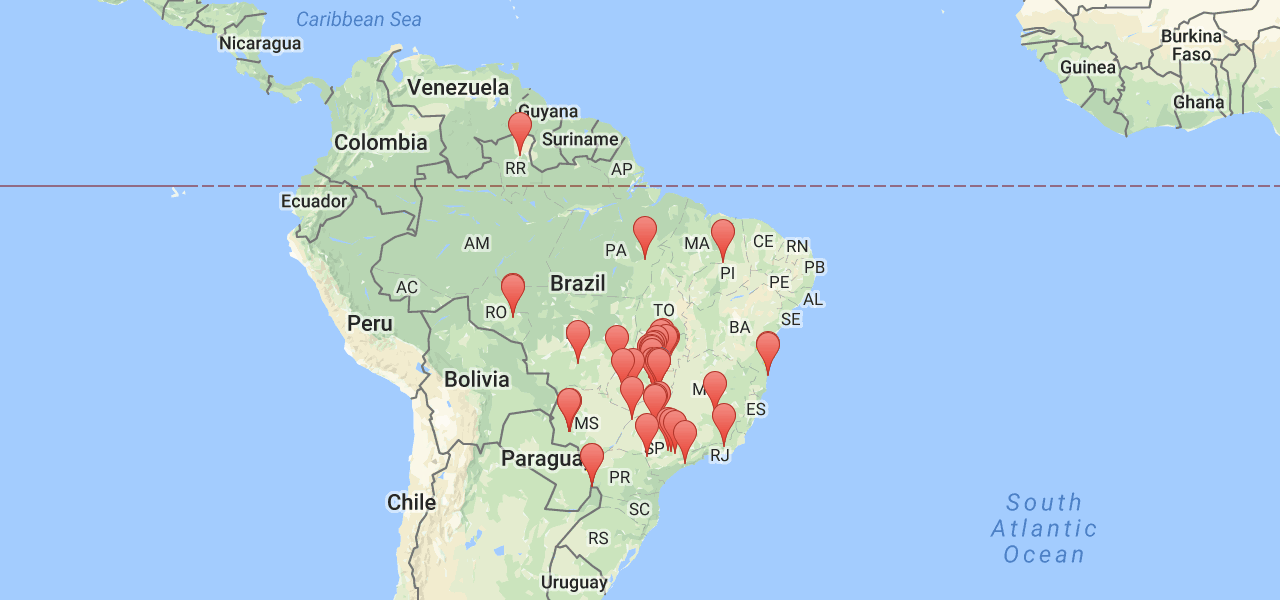 Caribbean Sea
Nicaragua
Burkina
Faso
Guinea
Venezuela
Ghana
Guyana
Suriname
Colombia
RR
AP
Ecuador
AM
PA
MA
CE
RN
PI
PB
AC
Brazil
PE
AL
RO
TO
SE
Peru
BA
Bolivia
M
ES
MS
SP
RJ
Paragua
PR
Chile
SC
South
Atlantic
Ocean
RS
Uruguay